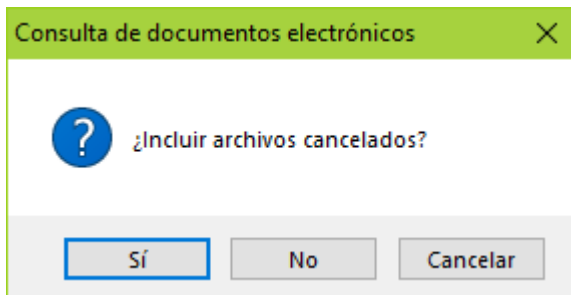 Consulta de documentos electrónicos
¿Incluir archivos cancelados?
Sí No Cancelar